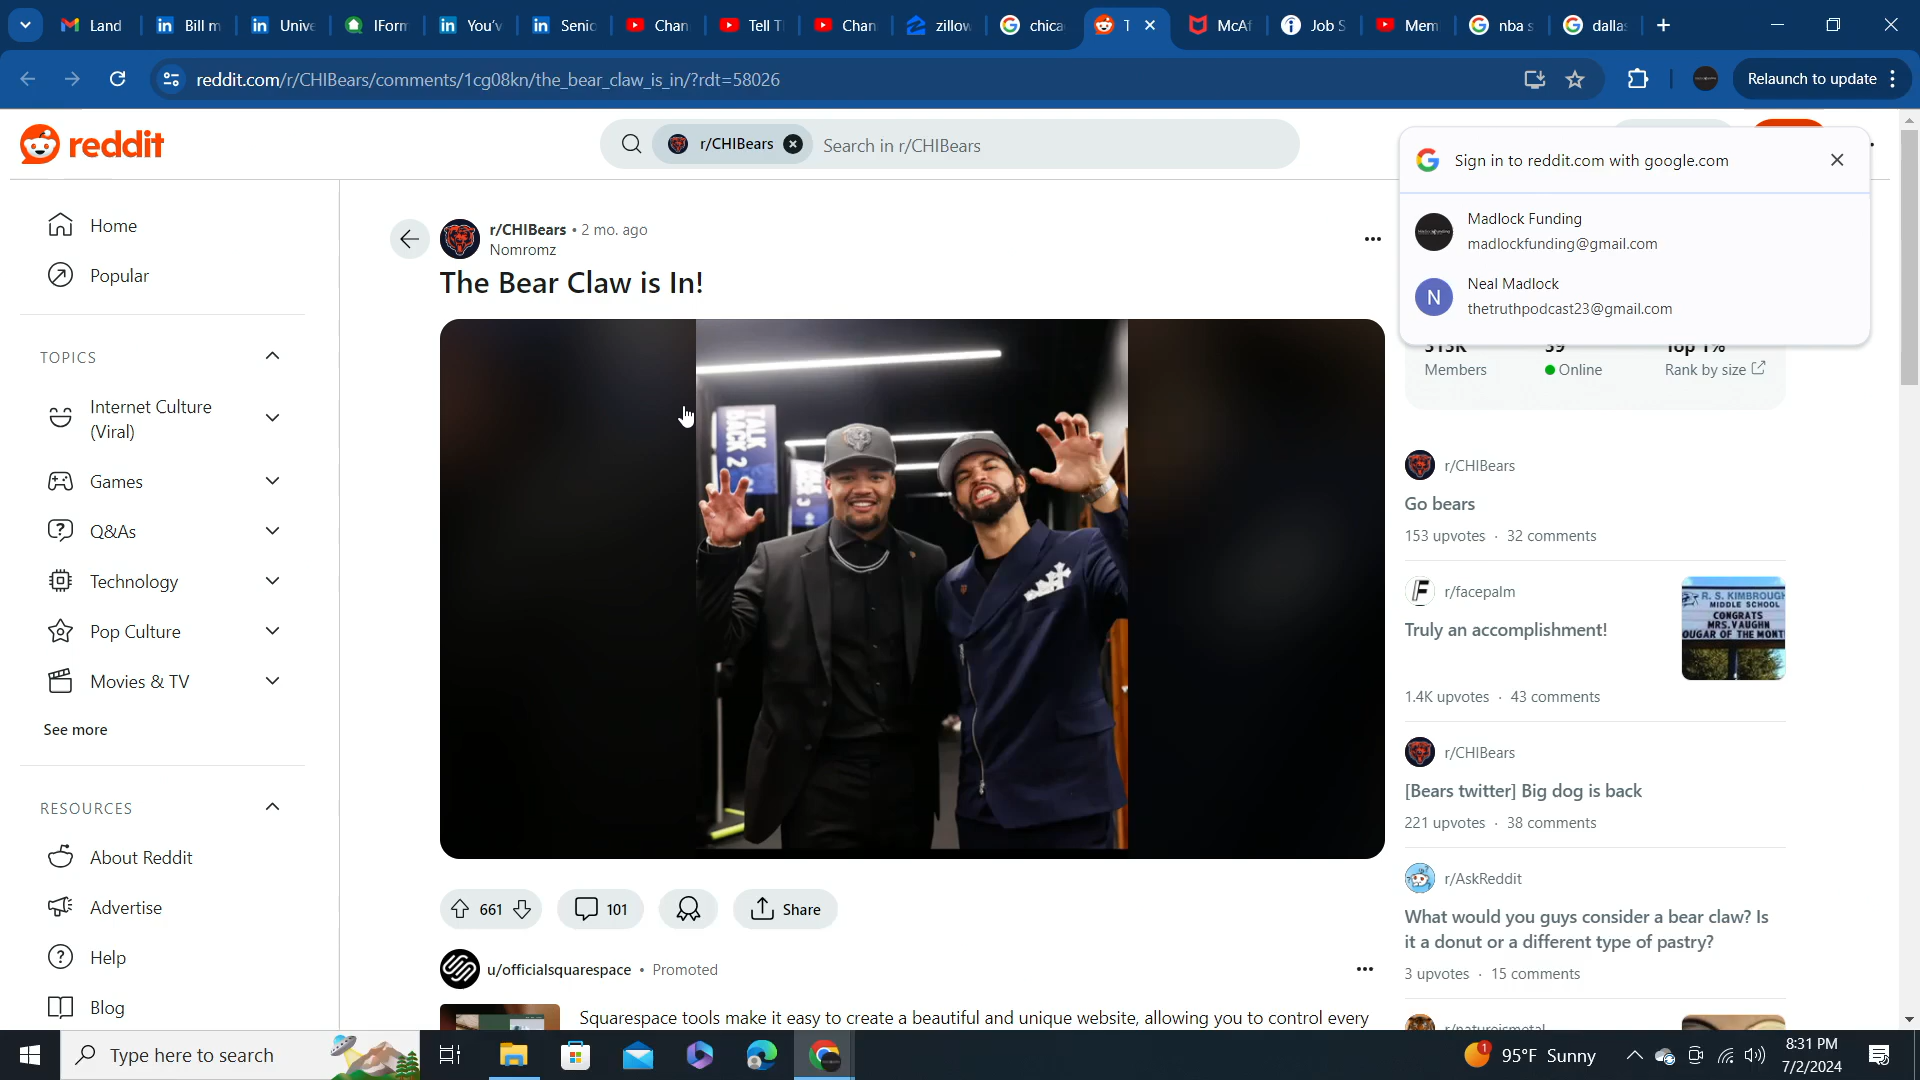 Land
Bill m
Unive
IForm
You'v
Senio
Chan
Tell T
Chan
zillow
chica
T
McAf
Job S
Mem
nba s
dallas
reddit.com/r/CHIBears/comments/1cg08kn/the_bear_claw_is_in/?rdt=58026
Relaunch to update
reddit
r/CHIBears
Search in r/CHIBears
Sign in to reddit.com with google.com
Madlock Funding
madlockfunding@gmail.com
N
Neal Madlock
thetruthpodcast23@gmail.com
Home
Popular
TOPICS
Internet Culture
(Viral)
Games
Q&As
Technology
Pop Culture
Movies & TV
See more
RESOURCES
About Reddit
Advertise
Help
Blog
r/CHIBears • 2 mo. ago
Nomromz
The Bear Claw is In!
TALK
BACK 2
661
101
Share
u/officialsquarespace • Promoted
Squarespace tools make it easy to create a beautiful and unique website, allowing you to control every
313K
39
Top 1%
Members
Online
Rank by size
r/CHIBears
Go bears
153 upvotes · 32 comments
r/facepalm
Truly an accomplishment!
R. S. KIMBROUGH
MIDDLE SCHOOL
CONGRATS
MRS.VAUGHN
OUGAR OF THE MONT
1.4K upvotes · 43 comments
r/CHIBears
[Bears twitter] Big dog is back
221 upvotes · 38 comments
r/AskReddit
What would you guys consider a bear claw? Is
it a donut or a different type of pastry?
3 upvotes · 15 comments
r/natureismetal
Type here to search
1
95°F Sunny
8:31 PM
7/2/2024